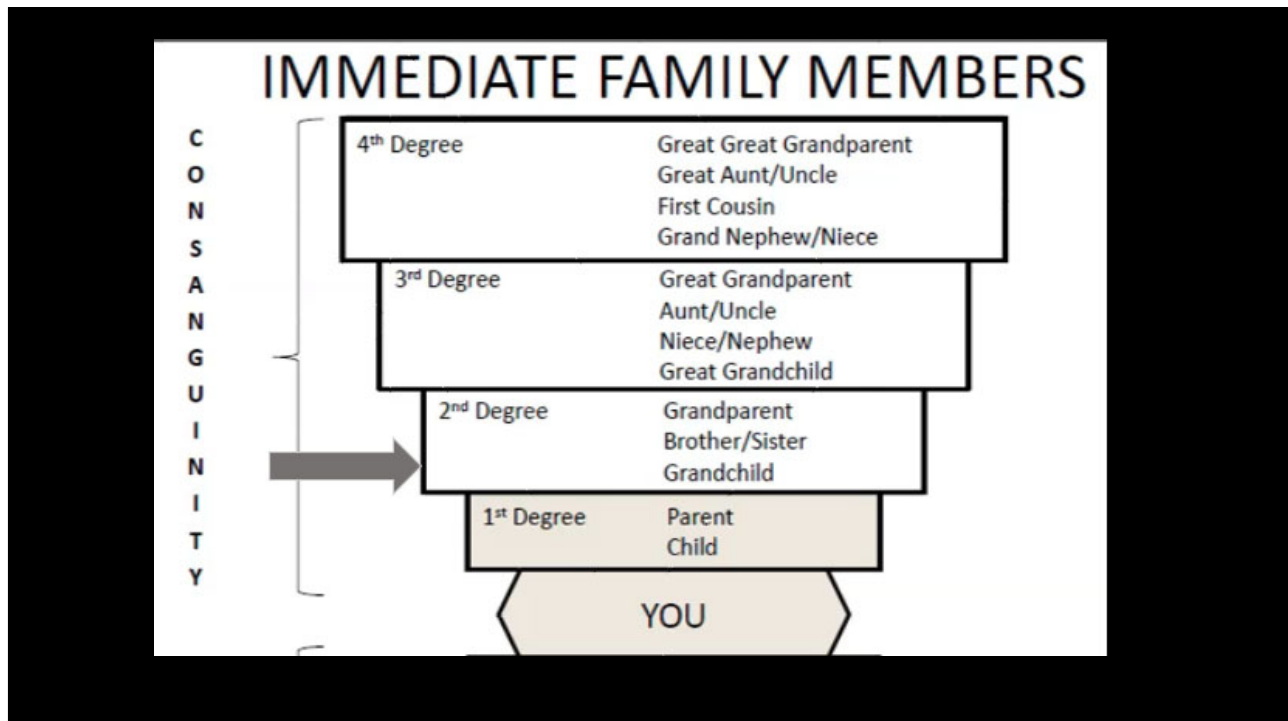 IMMEDIATE FAMILY MEMBERS
CONSANGUINITY
4th Degree Great Great Grandparent
Great Aunt/Uncle
First Cousin
Grand Nephew/Niece
3rd Degree Great Grandparent
Aunt/Uncle
Niece/Nephew
Great Grandchild
2nd Degree Grandparent
Brother/Sister
Grandchild
1st Degree Parent
Child
YOU